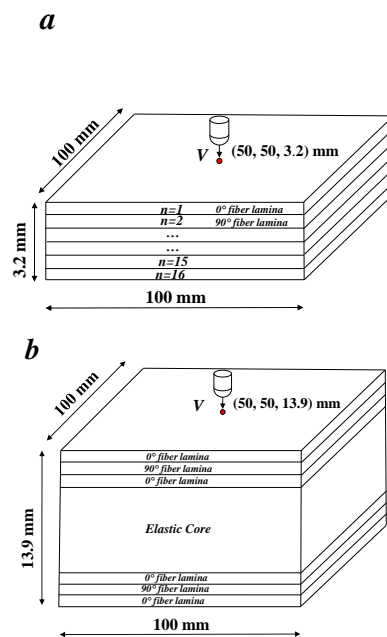 a
100 mm
V (50, 50, 3.2) mm
n=1 0° fiber lamina
n=2 90° fiber lamina
...
...
n=15
n=16
3.2 mm
100 mm
b
100 mm
V (50, 50, 13.9) mm
0° fiber lamina
90° fiber lamina
0° fiber lamina
Elastic Core
13.9 mm
0° fiber lamina
90° fiber lamina
0° fiber lamina
100 mm